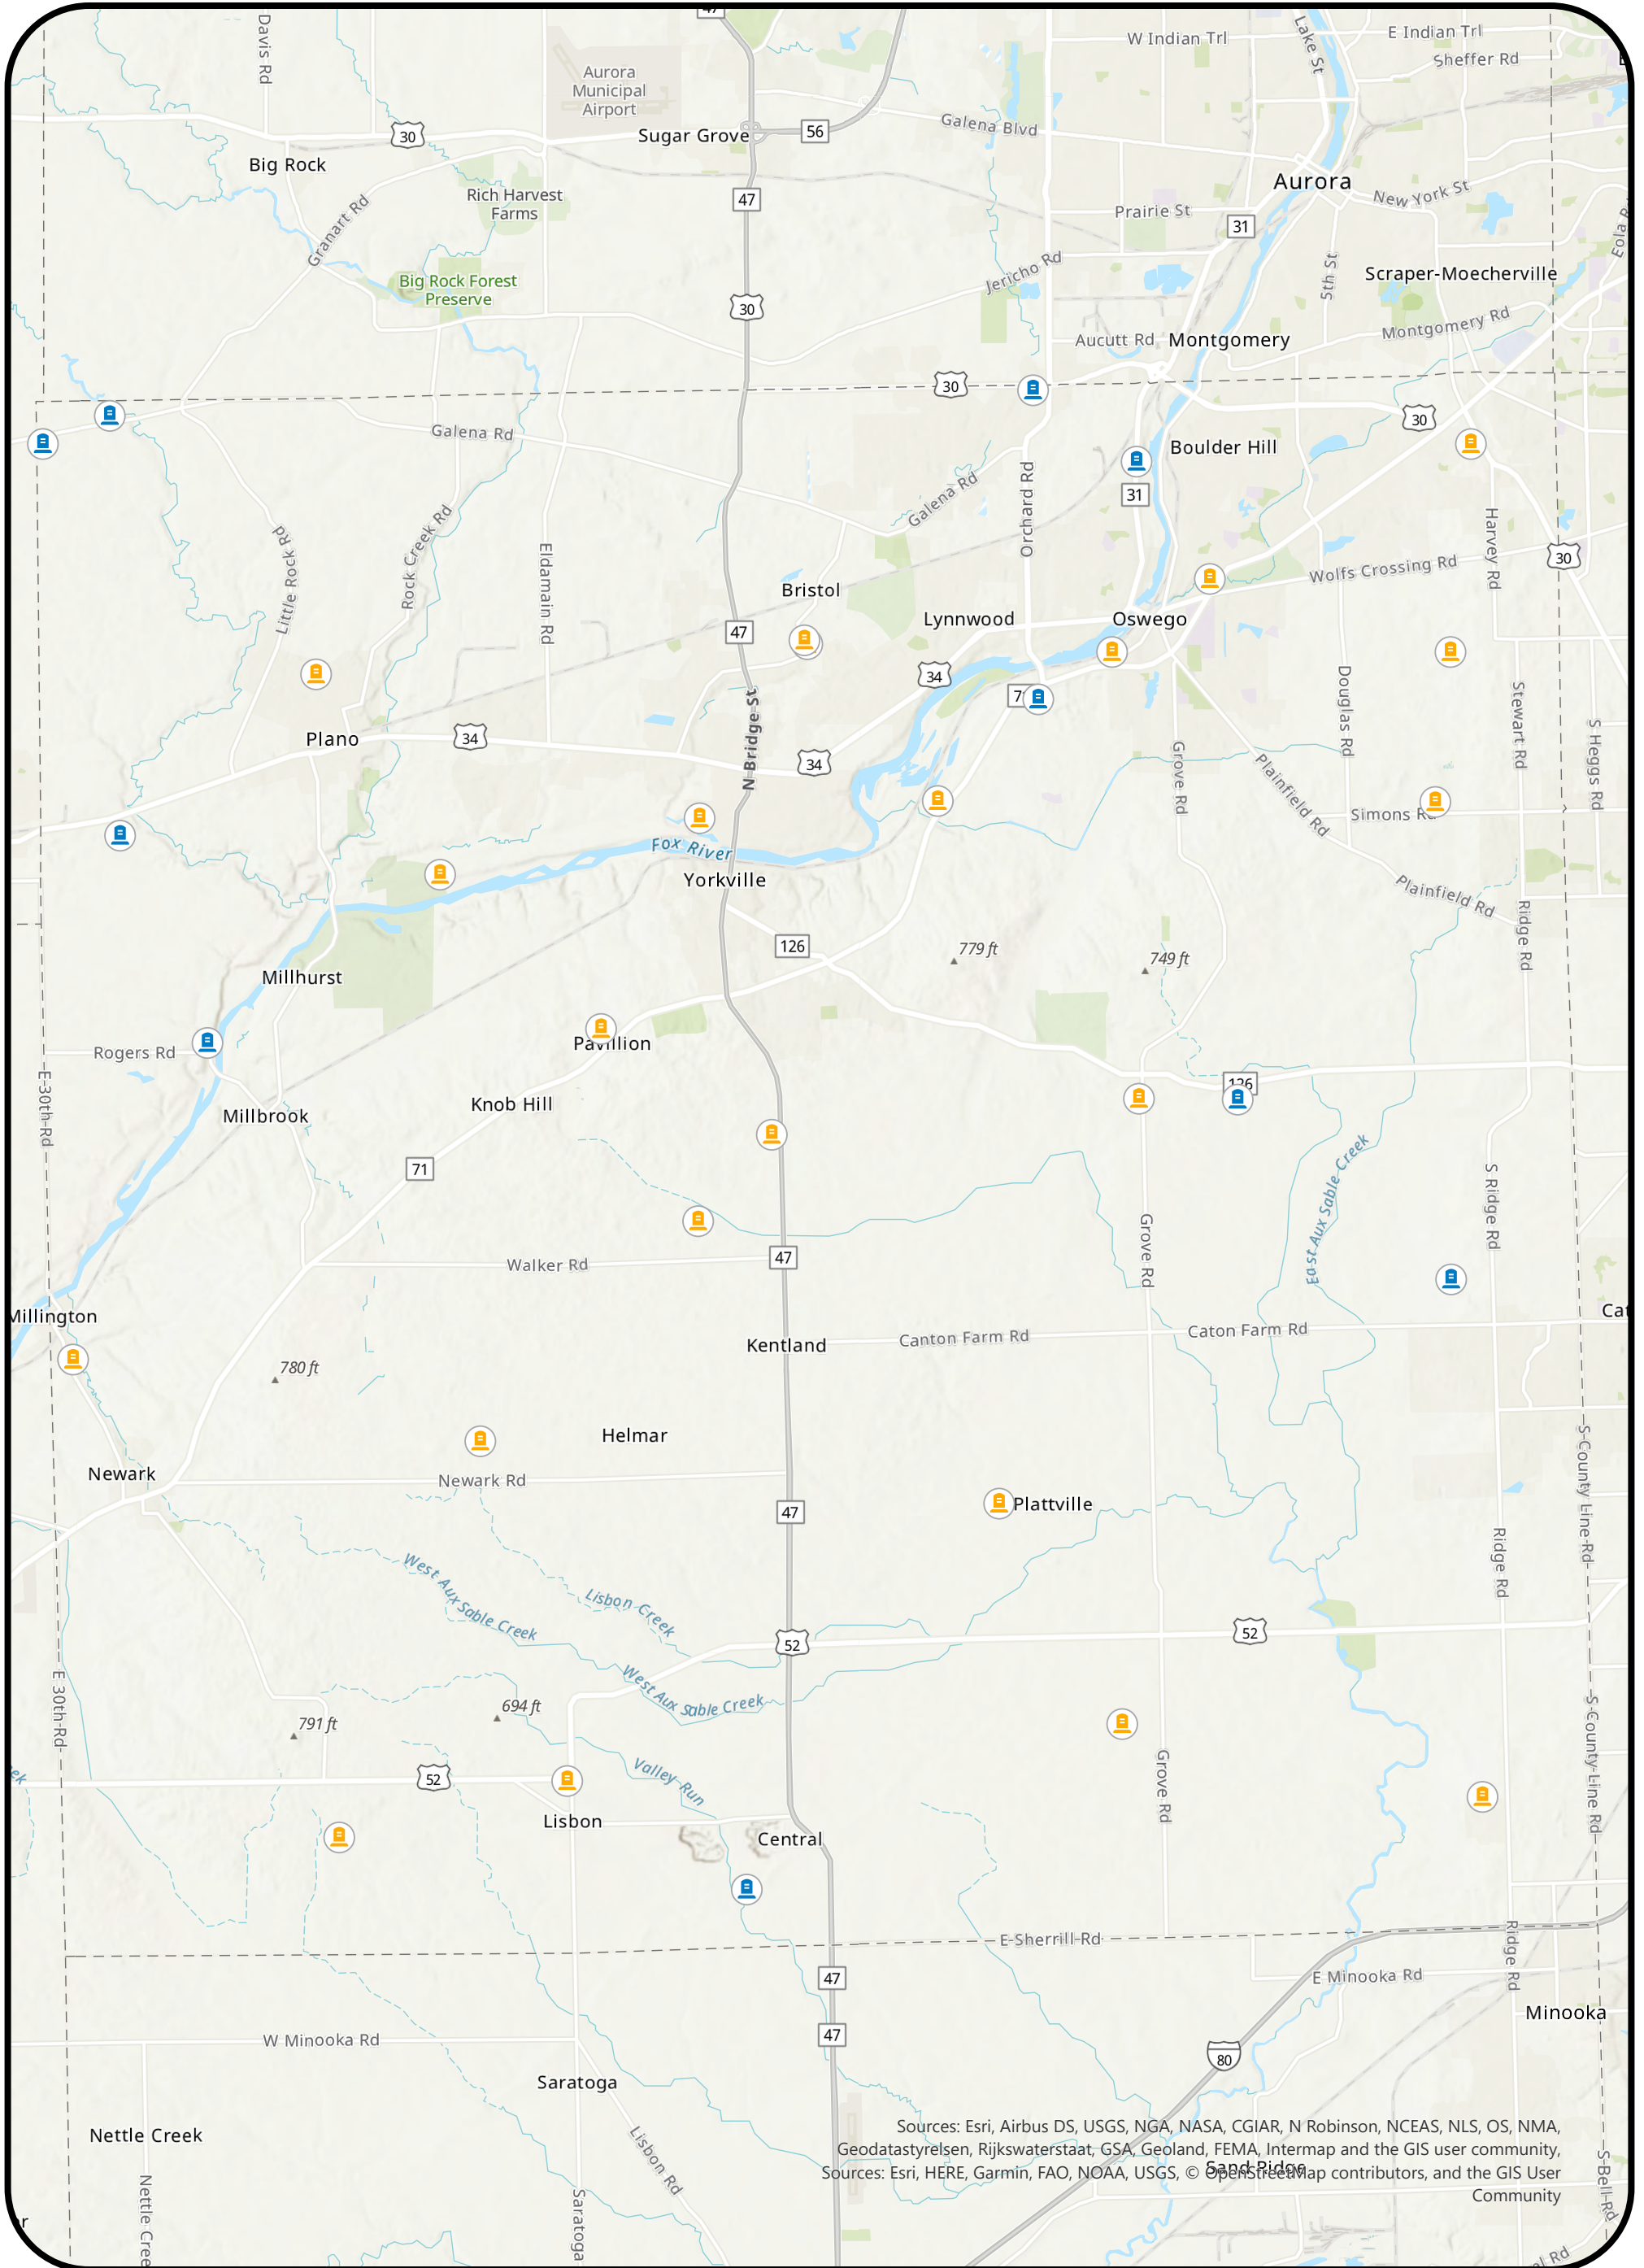 47
Davis Rd
W Indian Trl
Lake St
E Indian Trl
Sheffer Rd
Aurora
Municipal
Airport
30
Sugar Grove
56
Galena Blvd
Big Rock
Rich Harvest
Farms
47
Aurora
New York St
Prairie St
31
Granart Rd
Eola R
Big Rock Forest
Preserve
Jericho Rd
5th St
Scraper-Moecherville
30
Aucutt Rd
Montgomery
Montgomery Rd
30
30
Galena Rd
Boulder Hill
Galena Rd
Orchard Rd
31
Harvey Rd
Little Rock Rd
Rock Creek Rd
Eldamain Rd
Wolfs Crossing Rd
30
Bristol
47
Lynnwood
Oswego
34
Douglas Rd
Stewart Rd
S Heggs Rd
Plano
34
N Bridge St
34
Grove Rd
Plainfield Rd
Simons Rd
Fox River
Yorkville
Plainfield Rd
Ridge Rd
126
779 ft
749 ft
Millhurst
Rogers Rd
Pavillion
E 30th Rd
Millbrook
Knob Hill
126
71
East Aux Sable Creek
S Ridge Rd
Grove Rd
Walker Rd
47
Millington
Kentland
Canton Farm Rd
Caton Farm Rd
Cat
780 ft
Helmar
S County Line Rd
Newark
Newark Rd
47
Plattville
Ridge Rd
West Aux Sable Creek
Lisbon Creek
52
52
E 30th Rd
West Aux Sable Creek
S County Line Rd
791 ft
694 ft
52
Valley Run
Grove Rd
ek
Lisbon
Central
E Sherrill Rd
Ridge Rd
47
E Minooka Rd
Minooka
W Minooka Rd
47
80
Saratoga
Nettle Creek
Lisbon Rd
Sources: Esri, Airbus DS, USGS, NGA, NASA, CGIAR, N Robinson, NCEAS, NLS, OS, NMA,
Geodatastyrelsen, Rijkswaterstaat, GSA, Geoland, FEMA, Intermap and the GIS user community,
Sand Ridge
Sources: Esri, HERE, Garmin, FAO, NOAA, USGS, © OpenStreetMap contributors, and the GIS User
Community
S Bell Rd
Nettle Cree
Saratoga